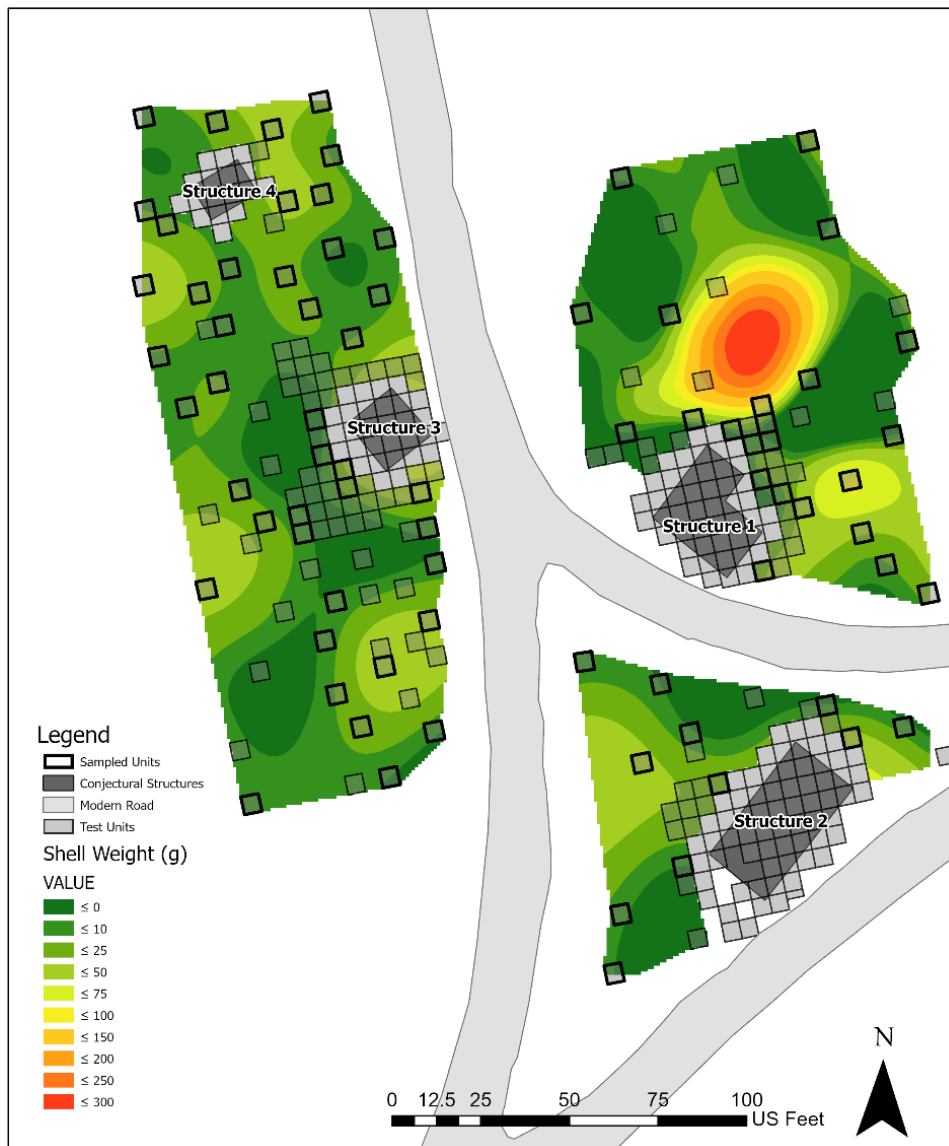 Structure 4
Structure 3
Structure 1
Structure 2
Legend
Sampled Units
Conjectural Structures
Modern Road
Test Units
Shell Weight (g)
VALUE
≤ 0
≤ 10
≤ 25
≤ 50
≤ 75
≤ 100
≤ 150
≤ 200
≤ 250
≤ 300
N
0 12.5 25 50 75 100
US Feet